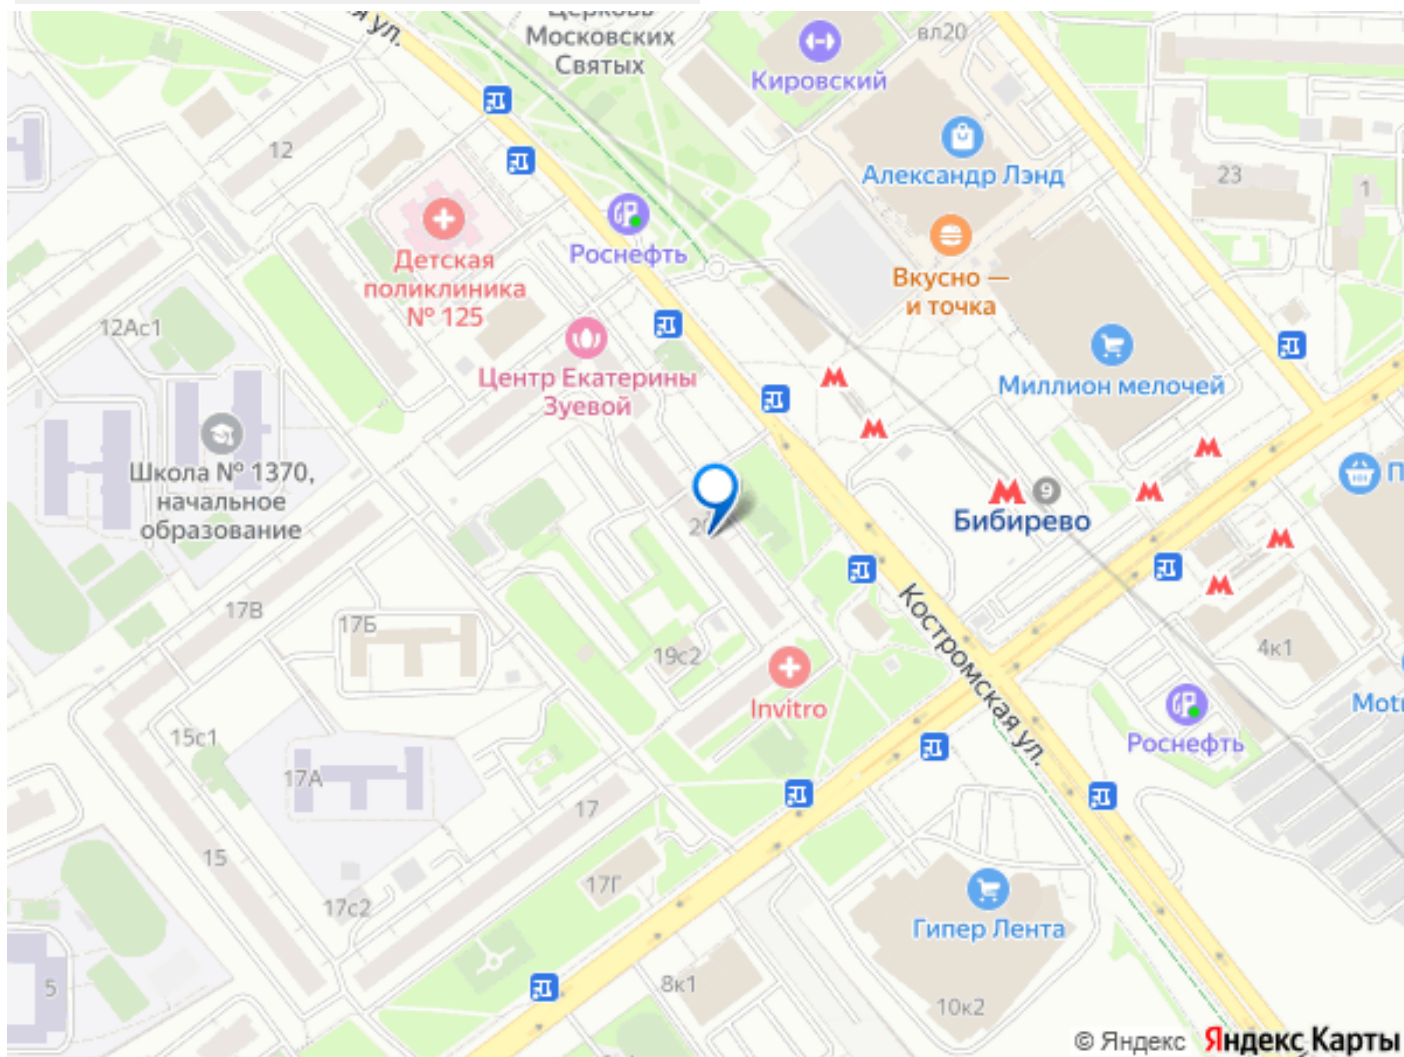 ул.
Церковь
Московских
Святых
вл20
Кировский
Александр Лэнд
23
1
12
Роснефть
Детская
поликлиника
№ 125
Вкусно —
и точка
12Ас1
Центр Екатерины
Зуевой
Миллион мелочей
Школа № 1370,
начальное
образование
9
Бибирево
17В
17Б
19с2
Invitro
Костромская ул.
4к1
Роснефть
15с1
17А
17
15
17Г
17с2
Гипер Лента
8к1
5
10к2
© Яндекс Яндекс Карты